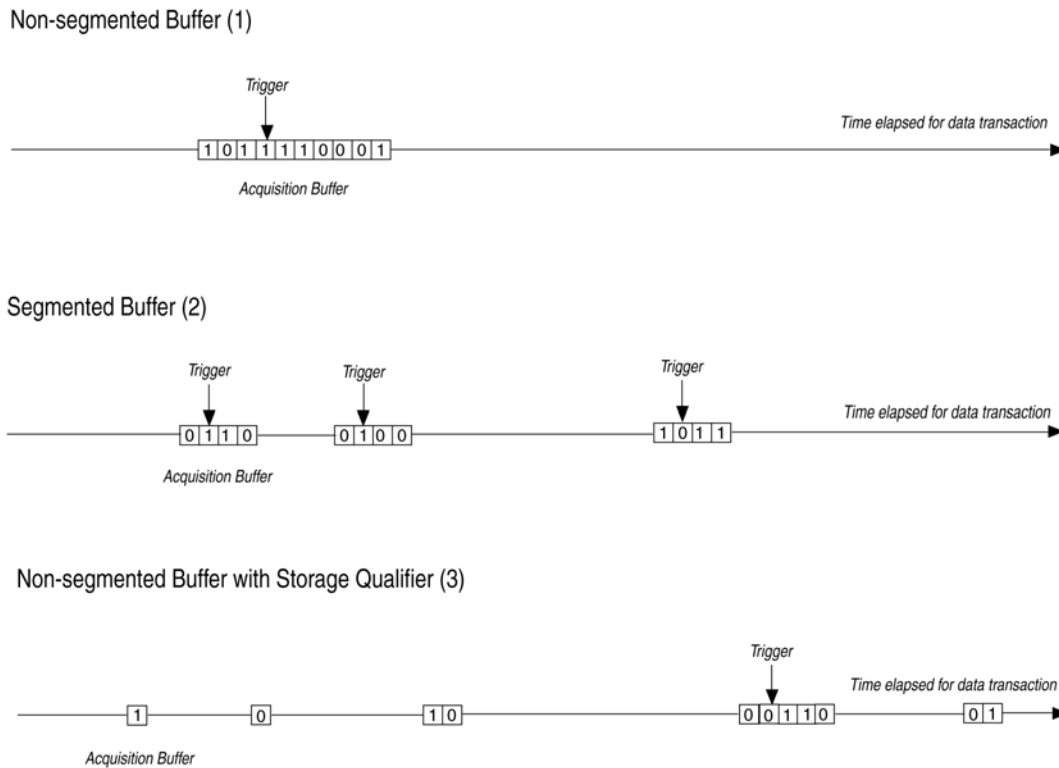 Non-segmented Buffer (1)
Trigger
Time elapsed for data transaction
1 0 1 1 1 1 1 0 0 0 1
Acquisition Buffer
Segmented Buffer (2)
Trigger Trigger Trigger
Time elapsed for data transaction
0 1 1 0 0 1 0 0 1 0 1 1
Acquisition Buffer
Non-segmented Buffer with Storage Qualifier (3)
Trigger
Time elapsed for data transaction
1 0 1 0 0 0 1 1 0 0 1
Acquisition Buffer